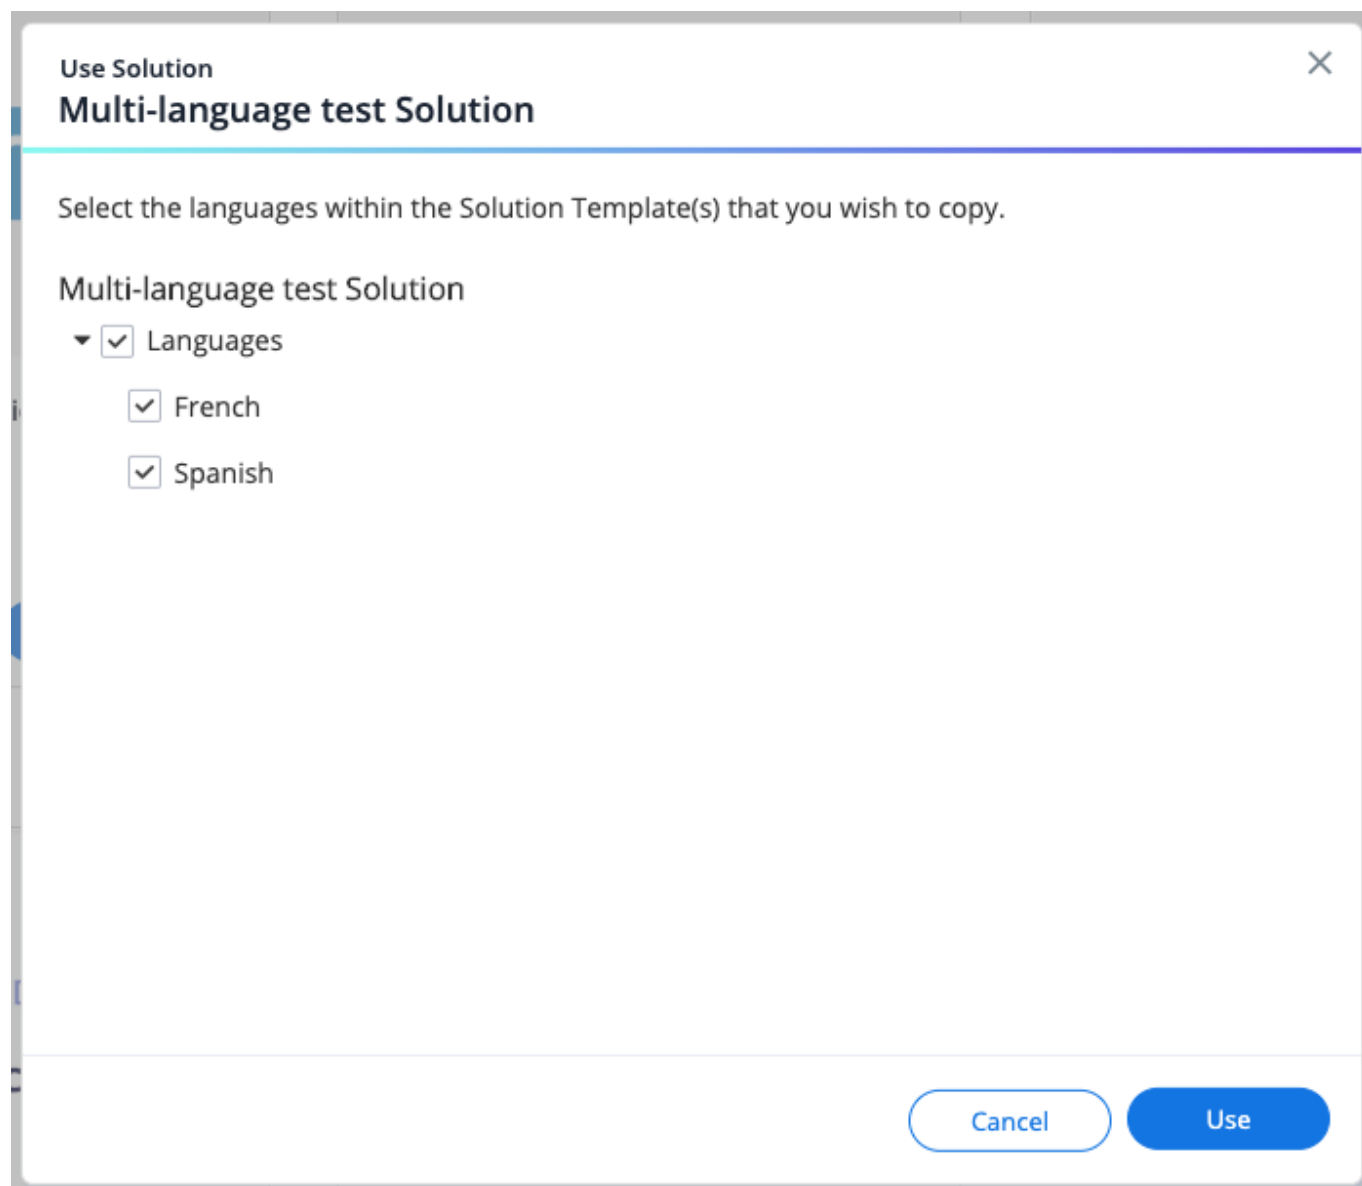 Use Solution
Multi-language test Solution
Select the languages within the Solution Template(s) that you wish to copy.
Multi-language test Solution
Languages
French
Spanish
Cancel
Use